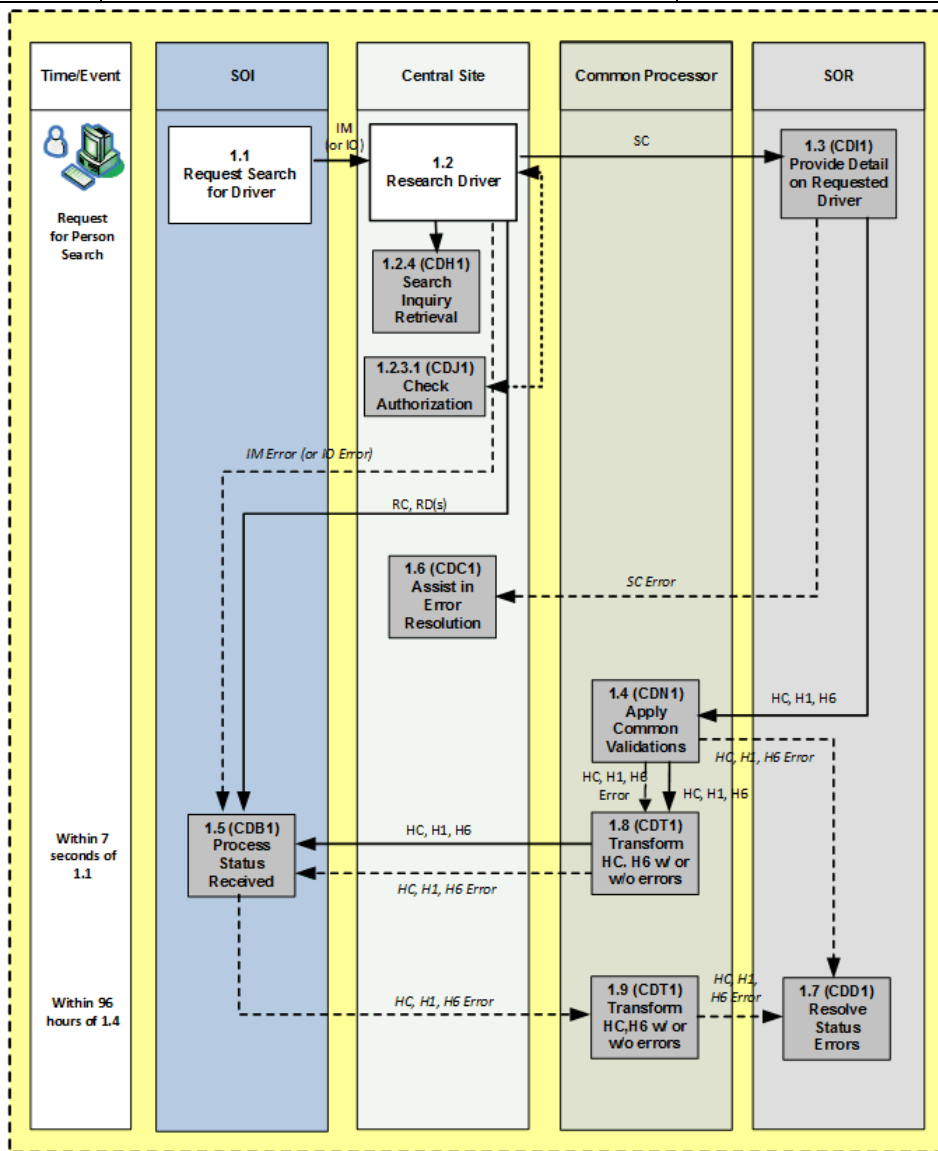 Time/Event
SOI
Central Site
Common Processor
SOR
Request
for Person
Search
1.1
Request Search
for Driver
IM
(or IO)
1.2
Research Driver
SC
1.3 (CDI1)
Provide Detail
on Requested
Driver
1.2.4 (CDH1)
Search
Inquiry
Retrieval
1.2.3.1 (CDJ1)
Check
Authorization
IM Error (or IO Error)
RC, RD(s)
1.6 (CDC1)
Assist in
Error
Resolution
SC Error
1.4 (CDN1)
Apply
Common
Validations
HC, H1, H6
HC, H1, H6 Error
HC, H1, H6
Error
HC, H1, H6
Within 7
seconds of
1.1
1.5 (CDB1)
Process
Status
Received
HC, H1, H6
HC, H1, H6 Error
1.8 (CDT1)
Transform
HC. H6 w/ or
w/o errors
Within 96
hours of 1.4
HC, H1, H6 Error
1.9 (CDT1)
Transform
HC,H6 w/ or
w/o errors
HC, H1,
H6 Error
1.7 (CDD1)
Resolve
Status
Errors